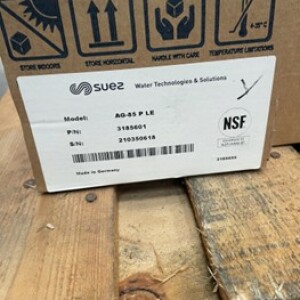 STORE INDOORS
STORE HORIZONTAL
HANDLE WITH CARE
TEMPERATURE LIMITATIONS
suez Water Technologies & Solutions
Model: AG-85 P LE
P/N: 3185601
S/N: 210350618
NSF
Made in Germany